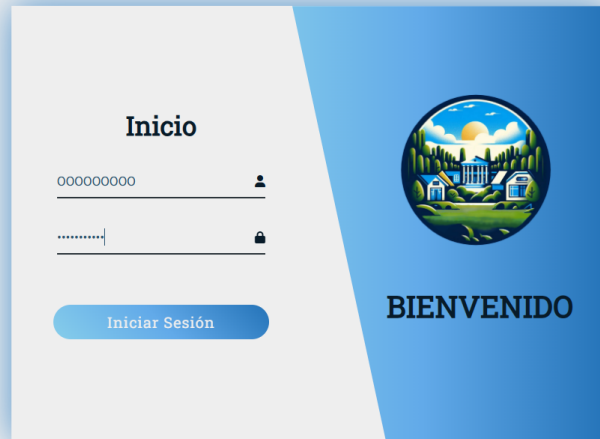 Inicio
000000000
•••••••••••
Iniciar Sesión
BIENVENIDO